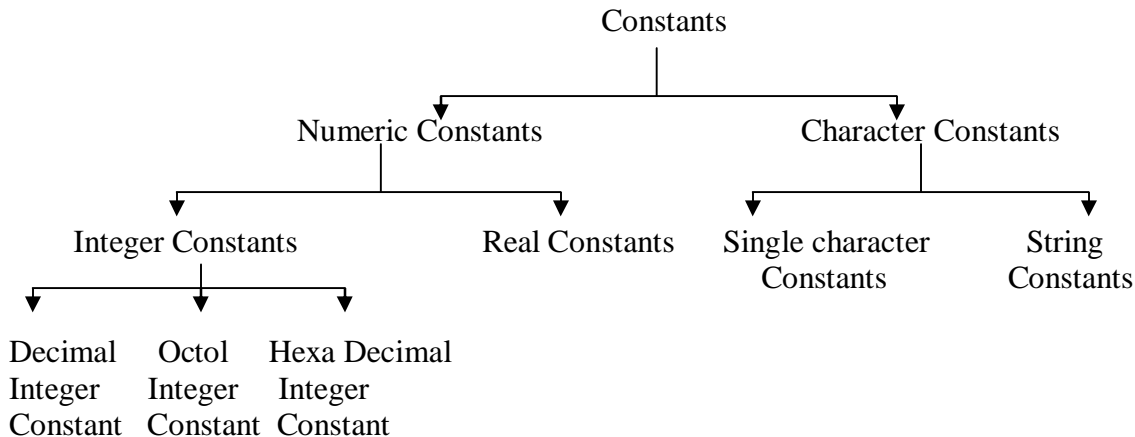 Constants
Numeric Constants Character Constants
Integer Constants Real Constants Single character String
Constants Constants
Decimal Octol Hexa Decimal
Integer Integer Integer
Constant Constant Constant